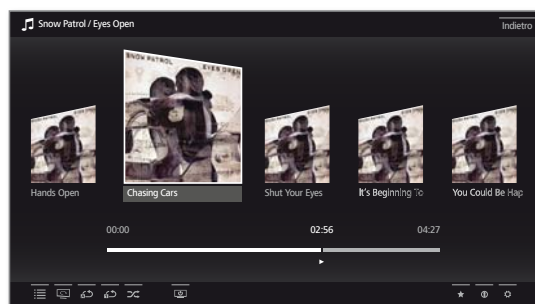 Snow Patrol / Eyes Open
Indietro
SNOW PATROL EYES OPEN
Hands Open
Chasing Cars
Shut Your Eyes
It's Beginning To
You Could Be Hap
00:00
02:56
04:27